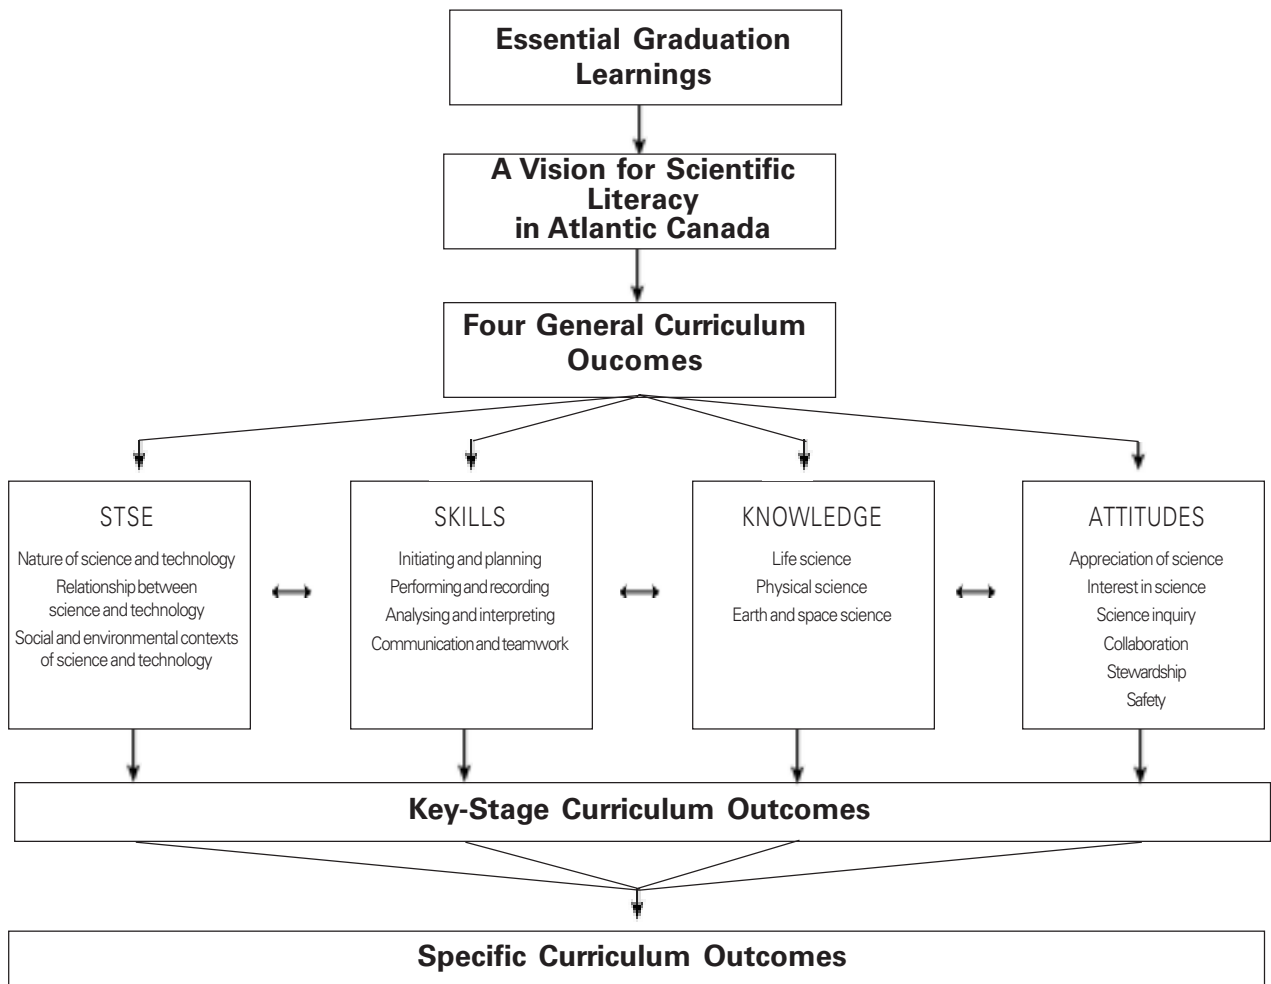 Essential Graduation
Learnings
A Vision for Scientific
Literacy
in Atlantic Canada
Four General Curriculum
Oucomes
STSE
Nature of science and technology
Relationship between
science and technology
Social and environmental contexts
of science and technology
SKILLS
Initiating and planning
Performing and recording
Analysing and interpreting
Communication and teamwork
KNOWLEDGE
Life science
Physical science
Earth and space science
ATTITUDES
Appreciation of science
Interest in science
Science inquiry
Collaboration
Stewardship
Safety
Key-Stage Curriculum Outcomes
Specific Curriculum Outcomes